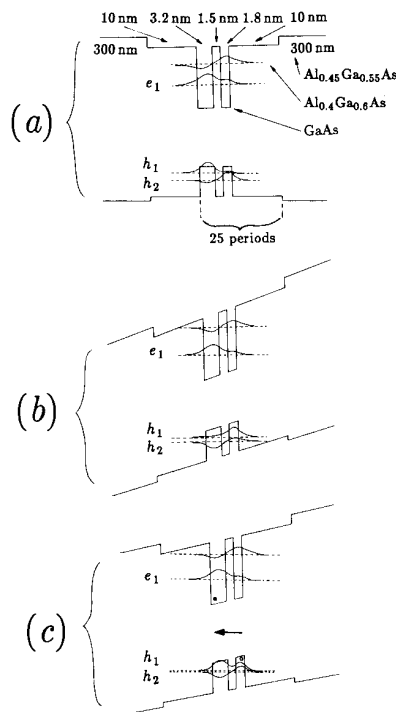 10 nm 3.2 nm 1.5 nm 1.8 nm 10 nm
300 nm 300 nm
Al0.45Ga0.55As
e1
Al0.4Ga0.6As
(a)
GaAs
h1
h2
25 periods
e1
(b)
h1
h2
e1
(c)
h1
h2